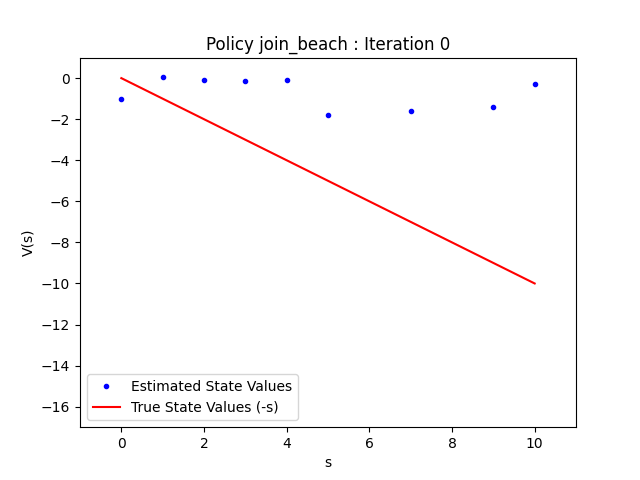 Policy join_beach : Iteration 0
V(s)
0
−2
−4
−6
−8
−10
−12
−14
−16
Estimated State Values
True State Values (-s)
0 2 4 6 8 10
s